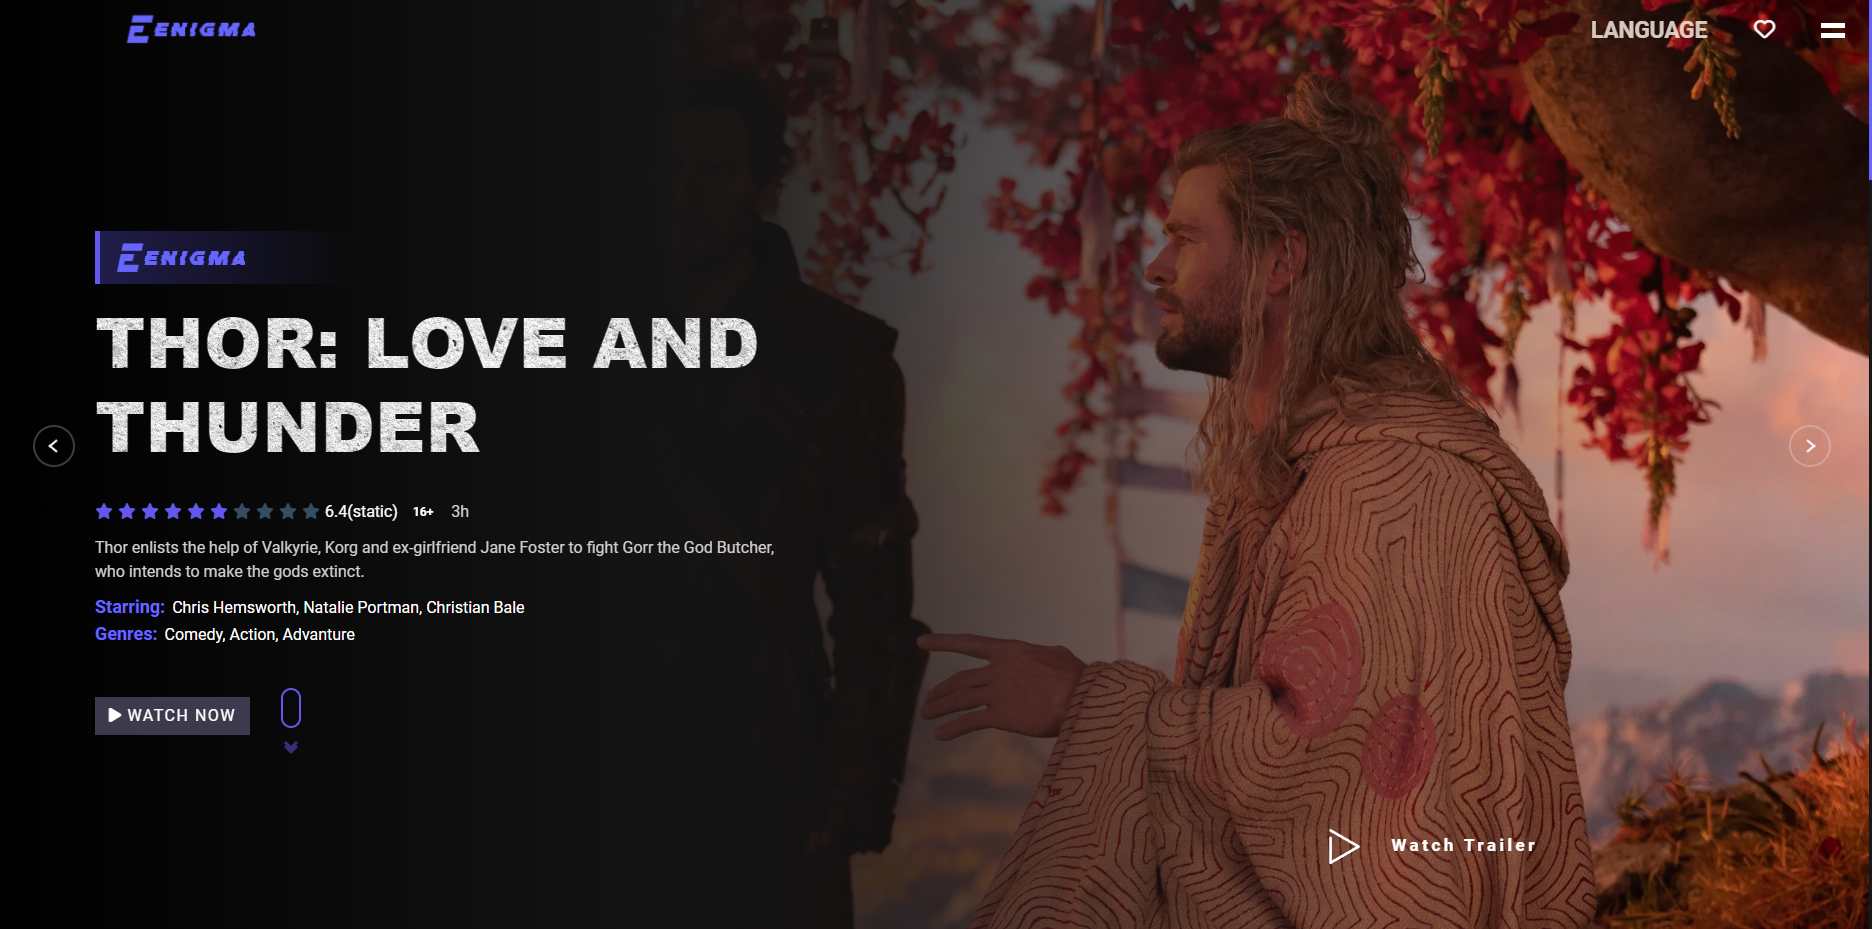 ENIGMA
LANGUAGE
ENIGMA
THOR: LOVE AND
THUNDER
6.4(static) 16+ 3h
Thor enlists the help of Valkyrie, Korg and ex-girlfriend Jane Foster to fight Gorr the God Butcher,
who intends to make the gods extinct.
Starring: Chris Hemsworth, Natalie Portman, Christian Bale
Genres: Comedy, Action, Advanture
WATCH NOW
Watch Trailer